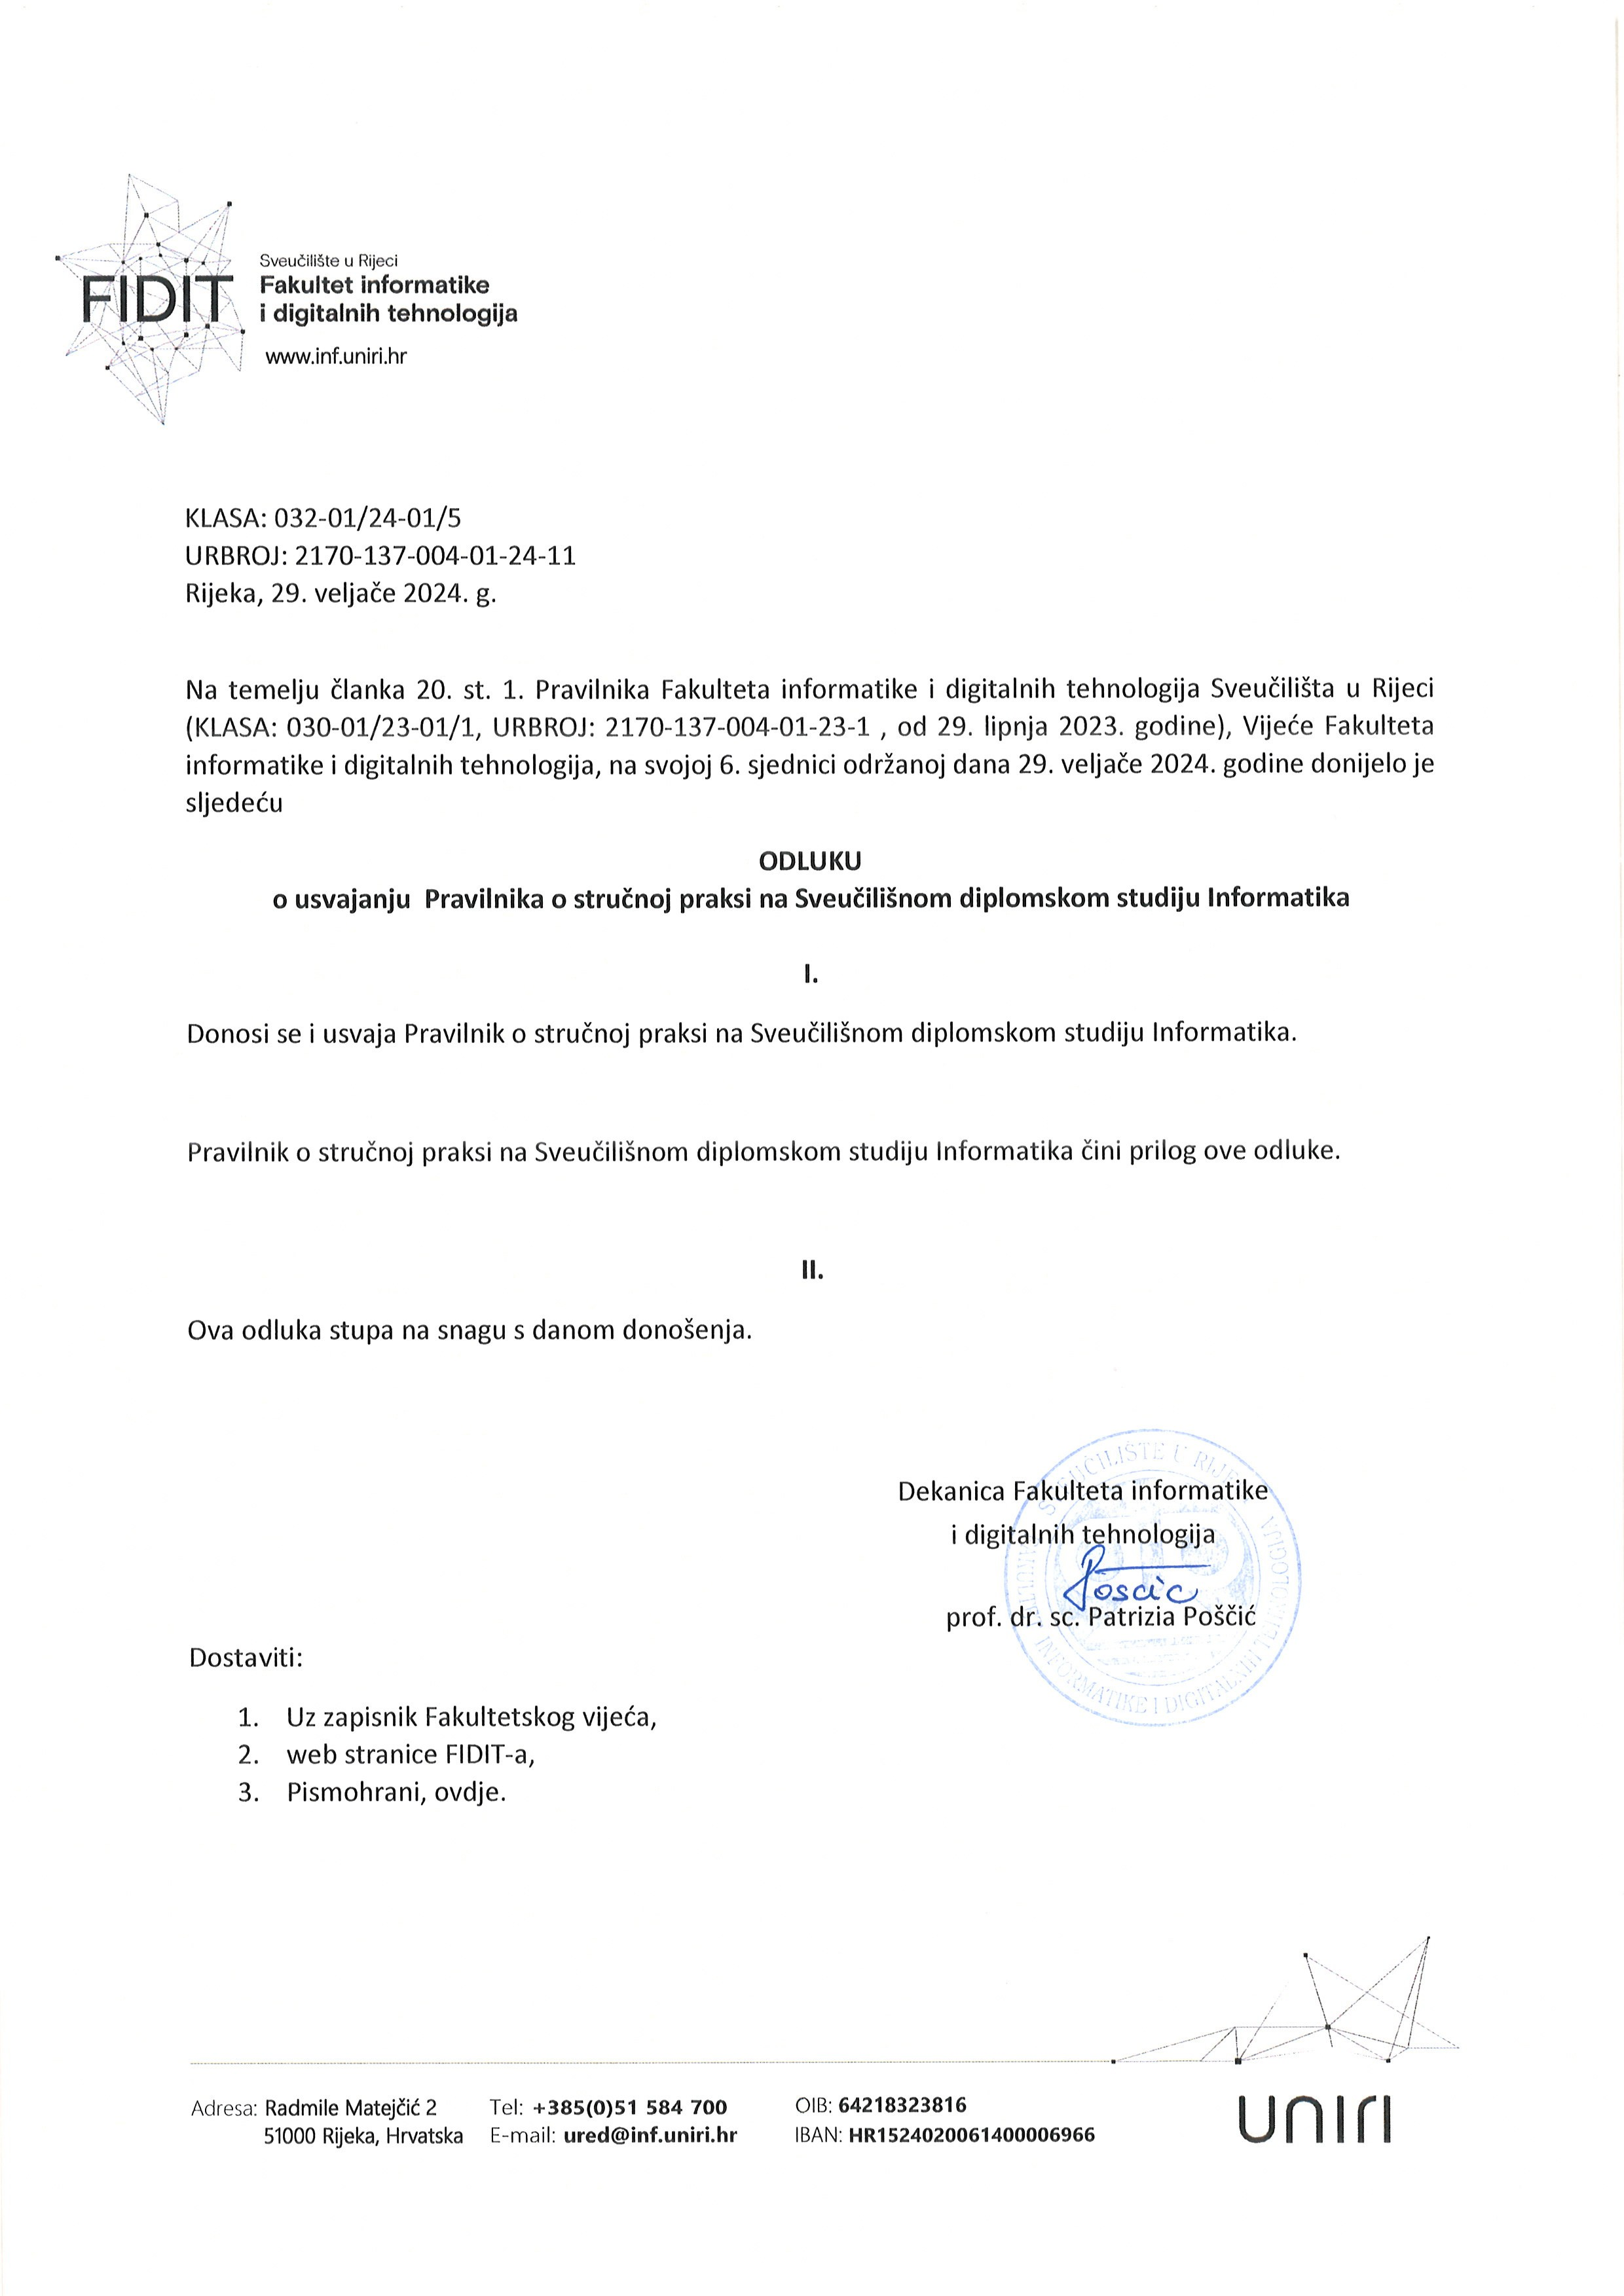 FIDIT
Sveučilište u Rijeci
Fakultet informatike
i digitalnih tehnologija
www.inf.uniri.hr
KLASA: 032-01/24-01/5
URBROJ: 2170-137-004-01-24-11
Rijeka, 29. veljače 2024. g.
Na temelju članka 20. st. 1. Pravilnika Fakulteta informatike i digitalnih tehnologija Sveučilišta u Rijeci
(KLASA: 030-01/23-01/1, URBROJ: 2170-137-004-01-23-1 , od 29. lipnja 2023. godine), Vijeće Fakulteta
informatike i digitalnih tehnologija, na svojoj 6. sjednici održanoj dana 29. veljače 2024. godine donijelo je
sljedeću
ODLUKU
o usvajanju Pravilnika o stručnoj praksi na Sveučilišnom diplomskom studiju Informatika
I.
Donosi se i usvaja Pravilnik o stručnoj praksi na Sveučilišnom diplomskom studiju Informatika.
Pravilnik o stručnoj praksi na Sveučilišnom diplomskom studiju Informatika čini prilog ove odluke.
II.
Ova odluka stupa na snagu s danom donošenja.
Dekanica Fakulteta informatike
i digitalnih tehnologija
prof. dr. sc. Patrizia Poščić
Dostaviti:
1. Uz zapisnik Fakultetskog vijeća,
2. web stranice FIDIT-a,
3. Pismohrani, ovdje.
Adresa: Radmile Matejčić 2
51000 Rijeka, Hrvatska
Tel: +385(0)51 584 700
E-mail: ured@inf.uniri.hr
OIB: 64218323816
IBAN: HR1524020061400006966
uniri